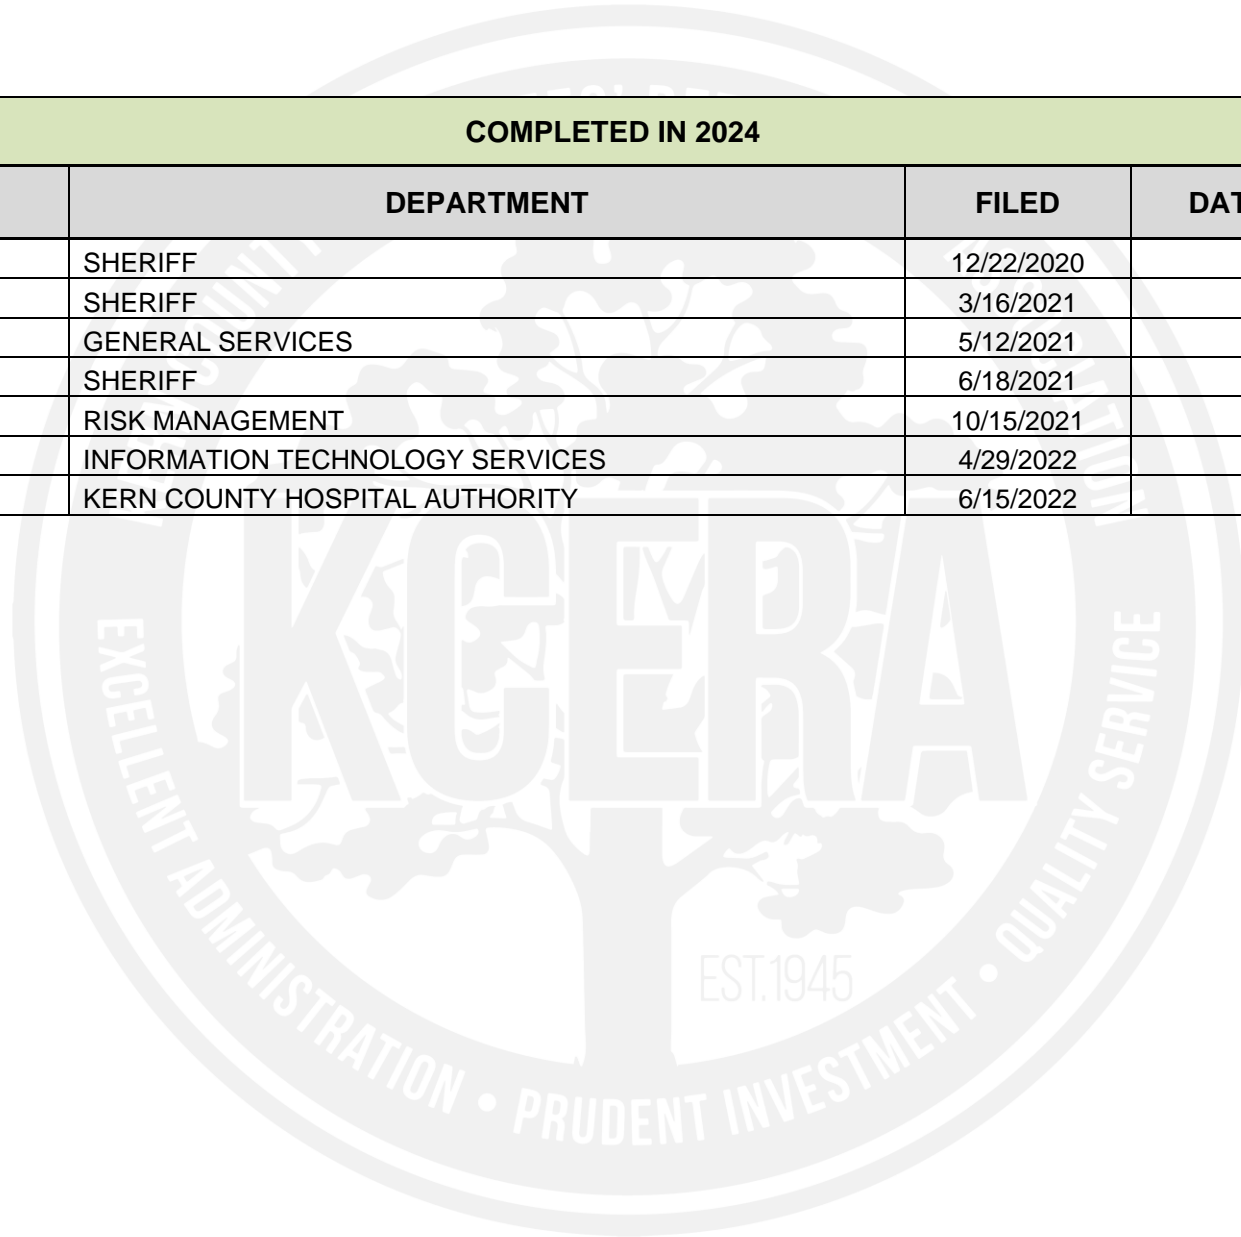 COMPLETED IN 2024
DEPARTMENT FILED DAT
SHERIFF 12/22/2020
SHERIFF 3/16/2021
GENERAL SERVICES 5/12/2021
SHERIFF 6/18/2021
RISK MANAGEMENT 10/15/2021
INFORMATION TECHNOLOGY SERVICES 4/29/2022
KERN COUNTY HOSPITAL AUTHORITY 6/15/2022
KCERA
EST.1945
EXCELLENT ADMINISTRATION • PRUDENT INVESTMENT • QUALITY SERVICE